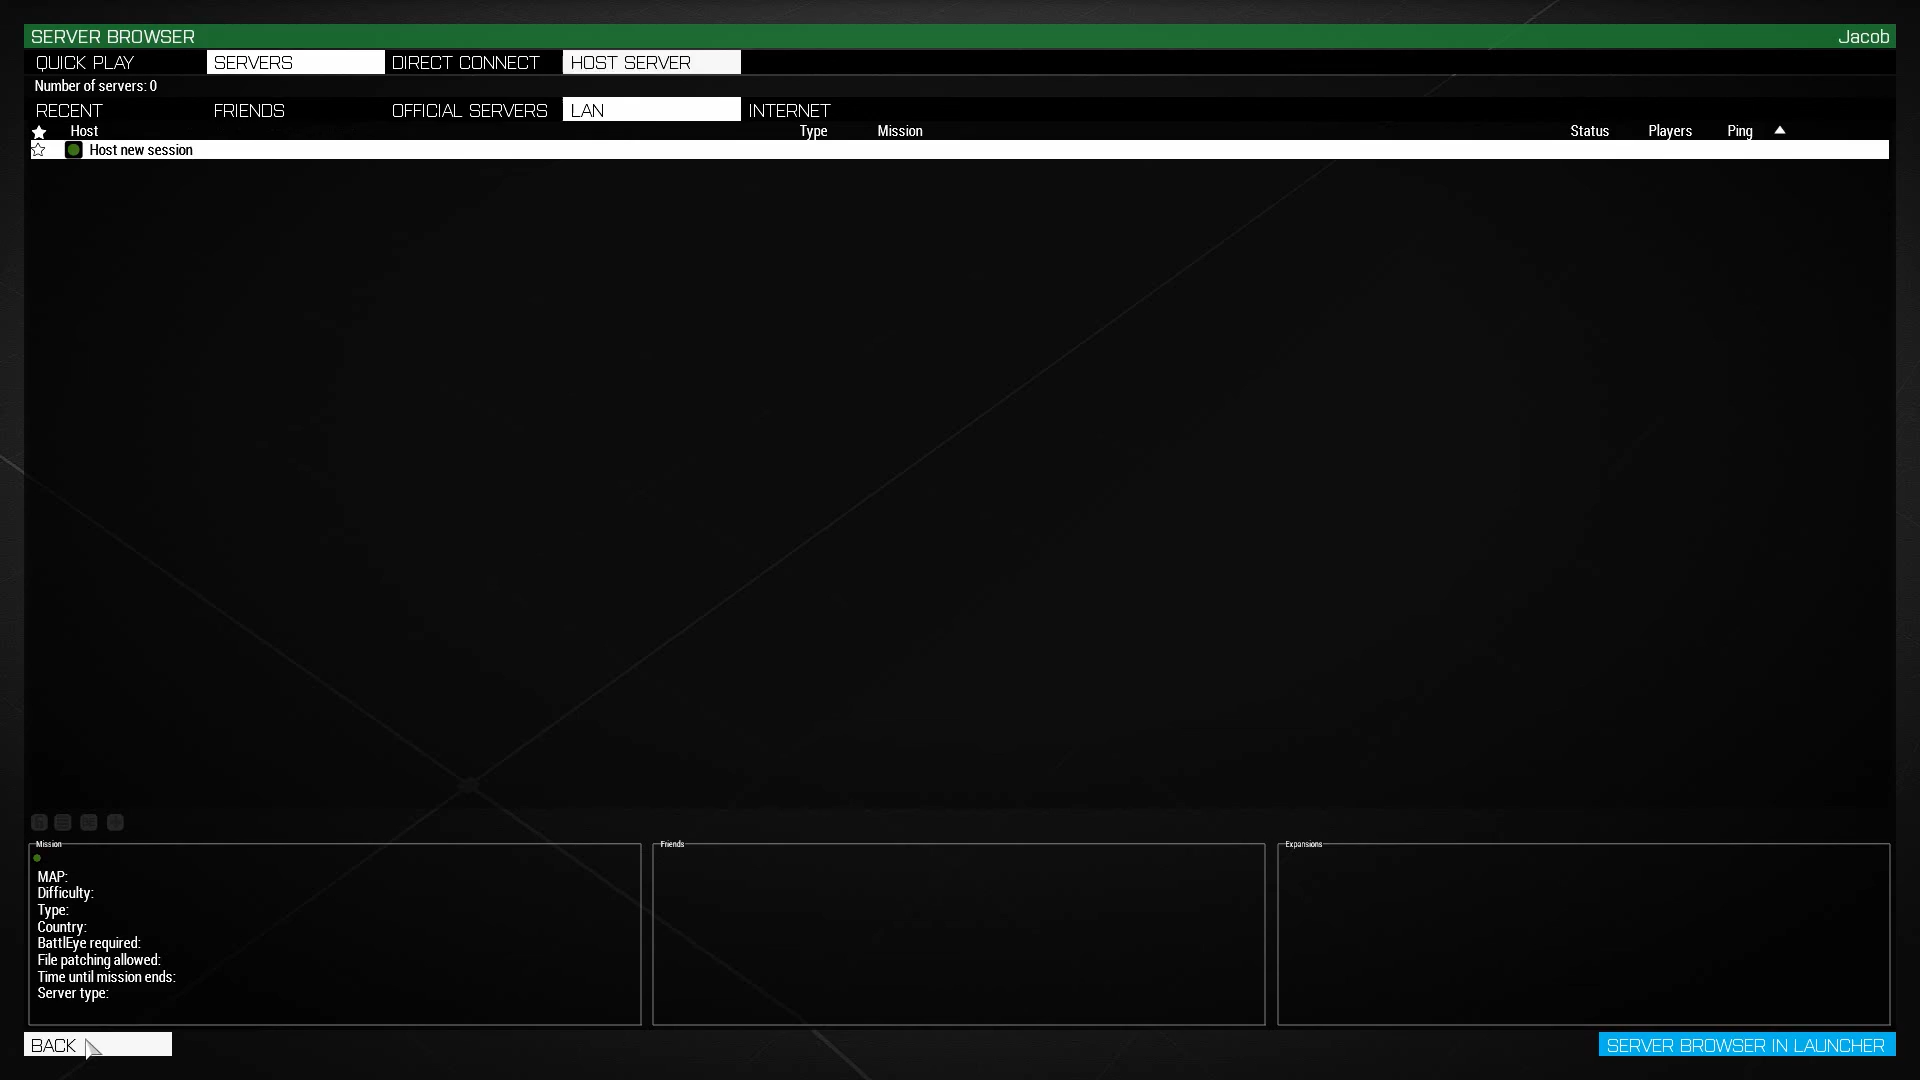 SERVER BROWSER Jacob
QUICK PLAY SERVERS DIRECT CONNECT HOST SERVER
Number of servers: 0
RECENT FRIENDS OFFICIAL SERVERS LAN INTERNET
Host Type Mission Status Players Ping
Host new session
Mission Friends Expansions
MAP:
Difficulty:
Type:
Country:
BattlEye required:
File patching allowed:
Time until mission ends:
Server type:
BACK SERVER BROWSER IN LAUNCHER